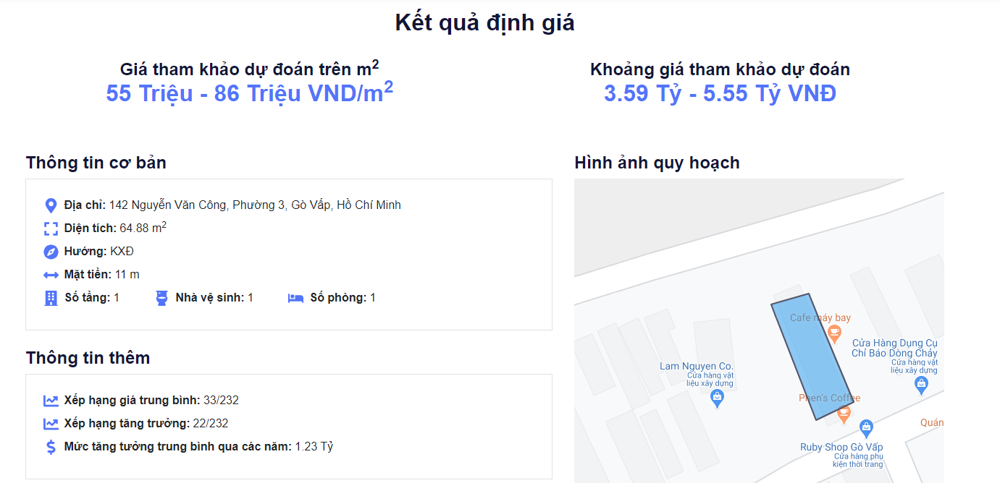 Kết quả định giá
Giá tham khảo dự đoán trên m²
55 Triệu - 86 Triệu VND/m²
Khoảng giá tham khảo dự đoán
3.59 Tỷ - 5.55 Tỷ VNĐ
Thông tin cơ bản
Địa chỉ: 142 Nguyễn Văn Công, Phường 3, Gò Vấp, Hồ Chí Minh
Diện tích: 64.88 m²
Hướng: KXĐ
Mặt tiền: 11 m
Số tầng: 1 Nhà vệ sinh: 1 Số phòng: 1
Thông tin thêm
Xếp hạng giá trung bình: 33/232
Xếp hạng tăng trưởng: 22/232
Mức tăng tưởng trung bình qua các năm: 1.23 Tỷ
Hình ảnh quy hoạch
Cafe máy bay
Cửa Hàng Dụng Cụ
Chỉ Báo Dòng Chảy
Cửa hàng vật
liệu xây dựng
Lam Nguyen Co.
Cửa hàng vật
liệu xây dựng
Phen's Coffee
Quán
Ruby Shop Gò Vấp
Cửa hàng phụ
kiện thời trang